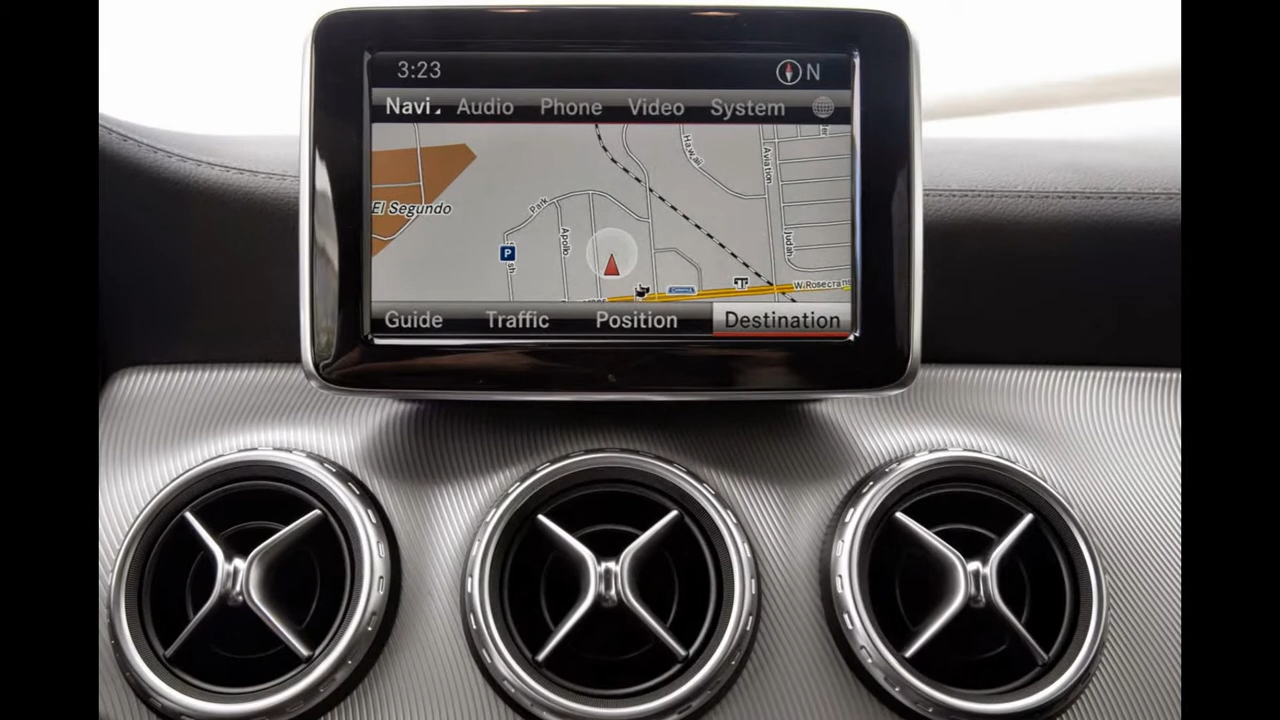 3:23 N
Navi Audio Phone Video System
Hawaii
Aviation
El Segundo
Park
Apollo
Judah
P
sh
W.Rosecrans
Guide Traffic Position Destination